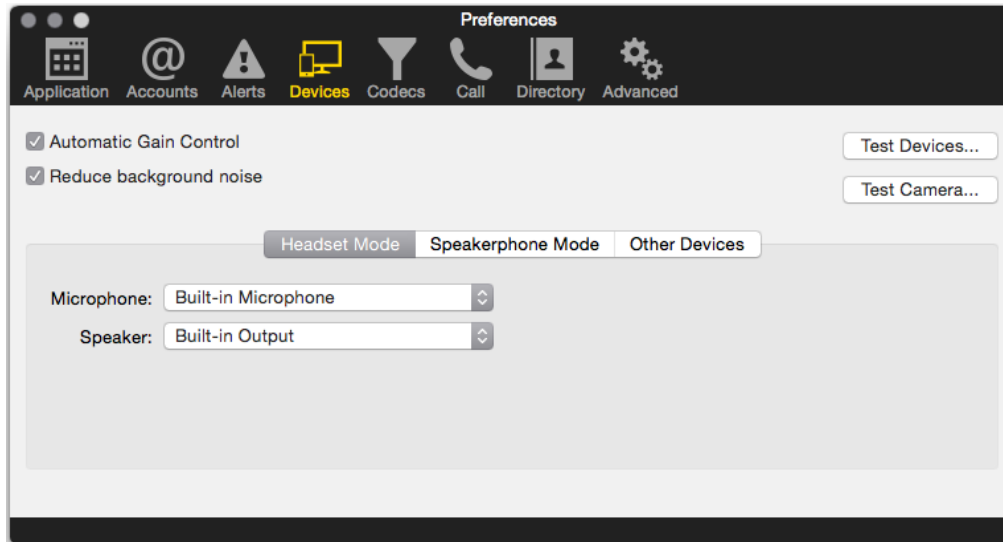 Preferences
Application Accounts Alerts Devices Codecs Call Directory Advanced
Automatic Gain Control
Test Devices...
Reduce background noise
Test Camera...
Headset Mode Speakerphone Mode Other Devices
Microphone: Built-in Microphone
Speaker: Built-in Output